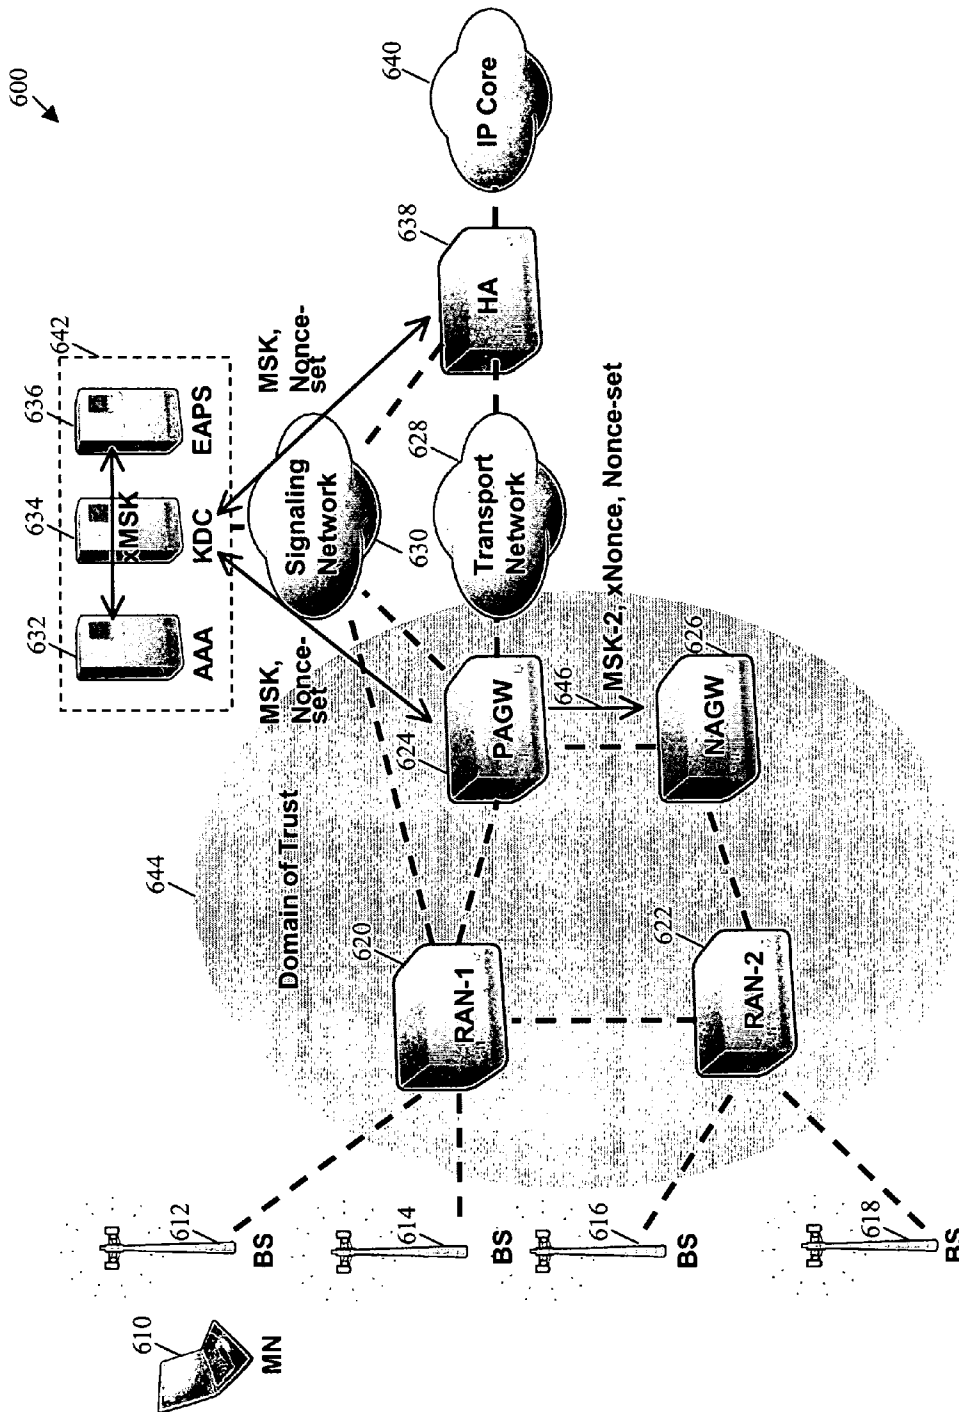 600
642
632
634
636
xMSK
AAA
KDC
EAPS
MSK,
Nonce-
set
MSK,
Nonce-
set
Signaling
Network
630
644
Domain of Trust
610
MN
612
BS
614
BS
616
BS
618
BS
620
RAN-1
622
RAN-2
624
PAGW
646
MSK-2, xNonce, Nonce-set
626
NAGW
628
Transport
Network
638
HA
640
IP Core